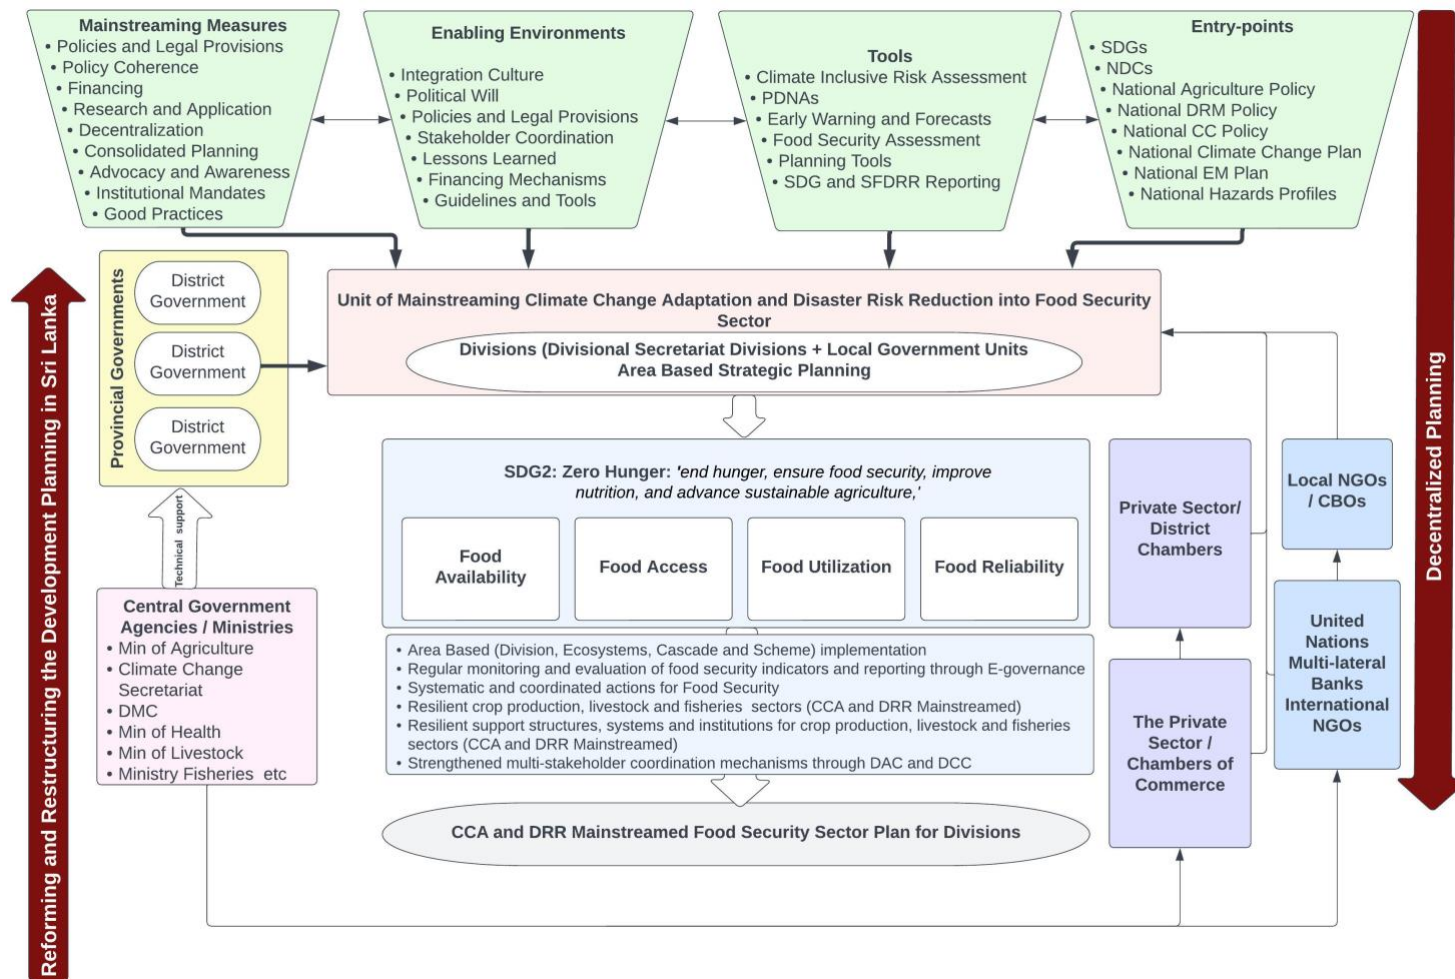 Mainstreaming Measures
• Policies and Legal Provisions
• Policy Coherence
• Financing
• Research and Application
• Decentralization
• Consolidated Planning
• Advocacy and Awareness
• Institutional Mandates
• Good Practices
Enabling Environments
• Integration Culture
• Political Will
• Policies and Legal Provisions
• Stakeholder Coordination
• Lessons Learned
• Financing Mechanisms
• Guidelines and Tools
Tools
• Climate Inclusive Risk Assessment
• PDNAs
• Early Warning and Forecasts
• Food Security Assessment
• Planning Tools
• SDG and SFDRR Reporting
Entry-points
• SDGs
• NDCs
• National Agriculture Policy
• National DRM Policy
• National CC Policy
• National Climate Change Plan
• National EM Plan
• National Hazards Profiles
Reforming and Restructuring the Development Planning in Sri Lanka
Provincial Governments
District
Government
District
Government
District
Government
Unit of Mainstreaming Climate Change Adaptation and Disaster Risk Reduction into Food Security
Sector
Divisions (Divisional Secretariat Divisions + Local Government Units
Area Based Strategic Planning
Decentralized Planning
Technical support
Central Government
Agencies / Ministries
• Min of Agriculture
• Climate Change
Secretariat
• DMC
• Min of Health
• Min of Livestock
• Ministry Fisheries etc
SDG2: Zero Hunger: 'end hunger, ensure food security, improve
nutrition, and advance sustainable agriculture,'
Food
Availability
Food Access
Food Utilization
Food Reliability
• Area Based (Division, Ecosystems, Cascade and Scheme) implementation
• Regular monitoring and evaluation of food security indicators and reporting through E-governance
• Systematic and coordinated actions for Food Security
• Resilient crop production, livestock and fisheries sectors (CCA and DRR Mainstreamed)
• Resilient support structures, systems and institutions for crop production, livestock and fisheries
sectors (CCA and DRR Mainstreamed)
• Strengthened multi-stakeholder coordination mechanisms through DAC and DCC
CCA and DRR Mainstreamed Food Security Sector Plan for Divisions
Private Sector/
District
Chambers
The Private
Sector /
Chambers of
Commerce
Local NGOs
/ CBOs
United
Nations
Multi-lateral
Banks
International
NGOs